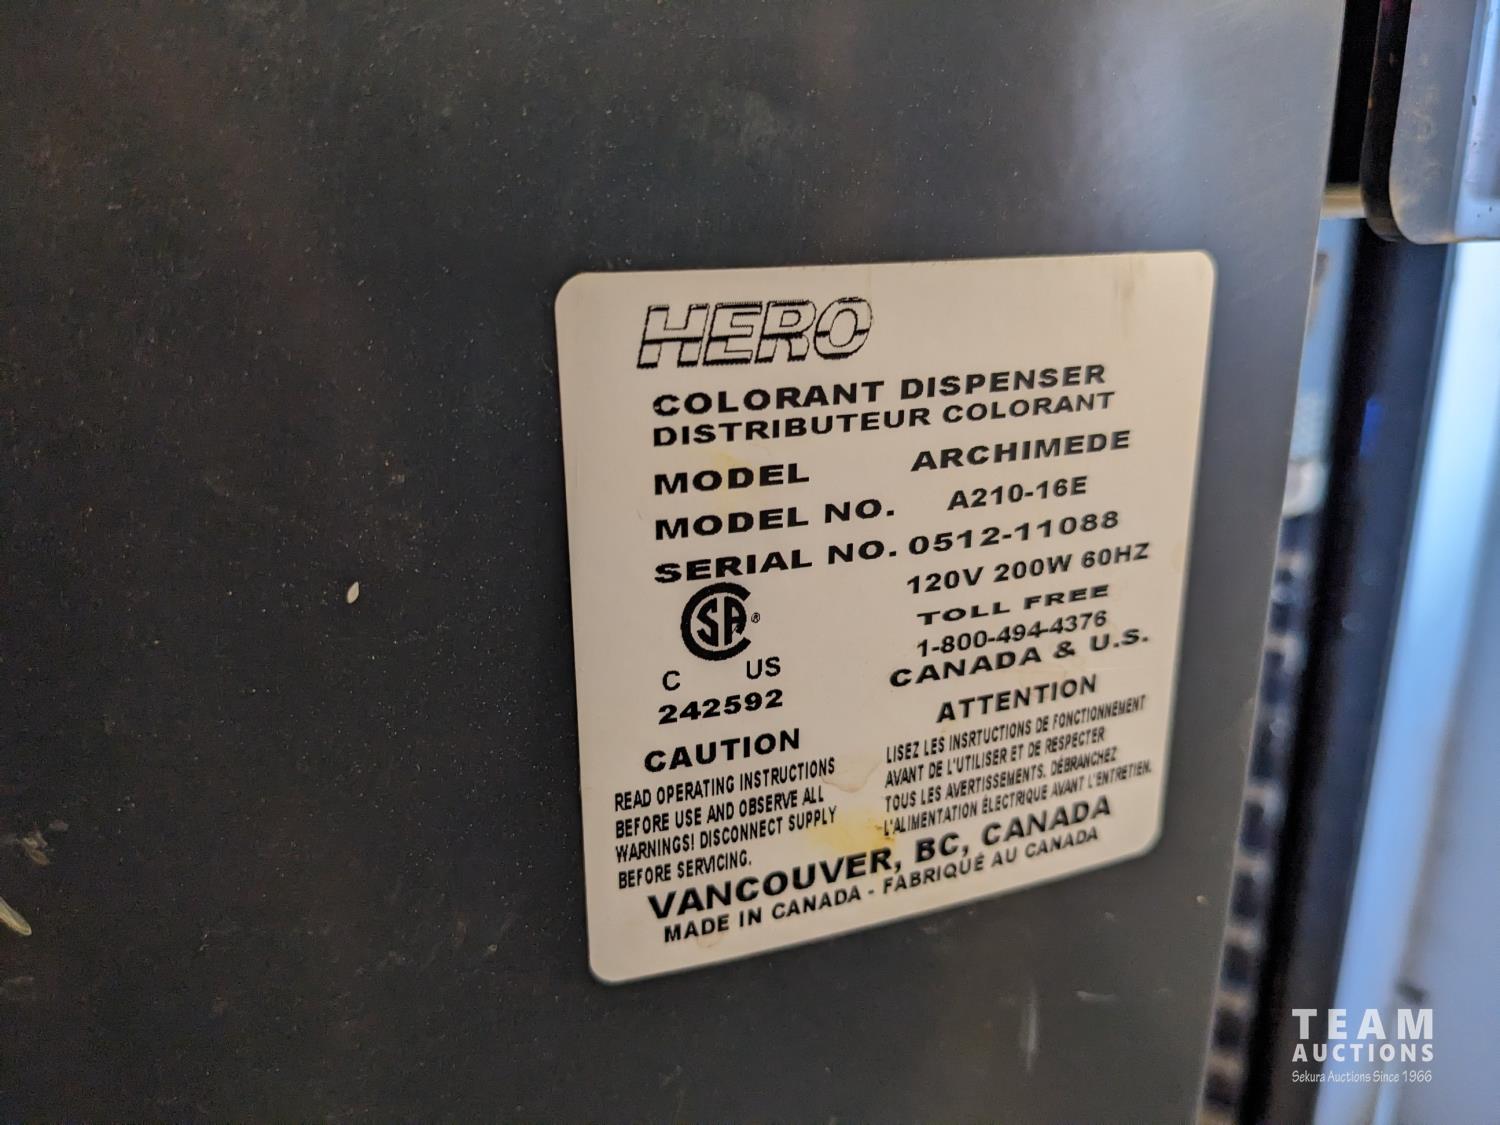 HERO
COLORANT DISPENSER
DISTRIBUTEUR COLORANT
MODEL ARCHIMEDE
MODEL NO. A210-16E
SERIAL NO. 0512-11088
120V 200W 60HZ
SA®
C US
242592
TOLL FREE
1-800-494-4376
CANADA & U.S.
CAUTION
READ OPERATING INSTRUCTIONS
BEFORE USE AND OBSERVE ALL
WARNINGS! DISCONNECT SUPPLY
BEFORE SERVICING.
ATTENTION
LISEZ LES INSRTUCTIONS DE FONCTIONNEMENT
AVANT DE L'UTILISER ET DE RESPECTER
TOUS LES AVERTISSEMENTS. DÉBRANCHEZ
L'ALIMENTATION ÉLECTRIQUE AVANT L'ENTRETIEN.
VANCOUVER, BC, CANADA
MADE IN CANADA - FABRIQUÉ AU CANADA
TEAM
AUCTIONS
Sekura Auctions Since 1966